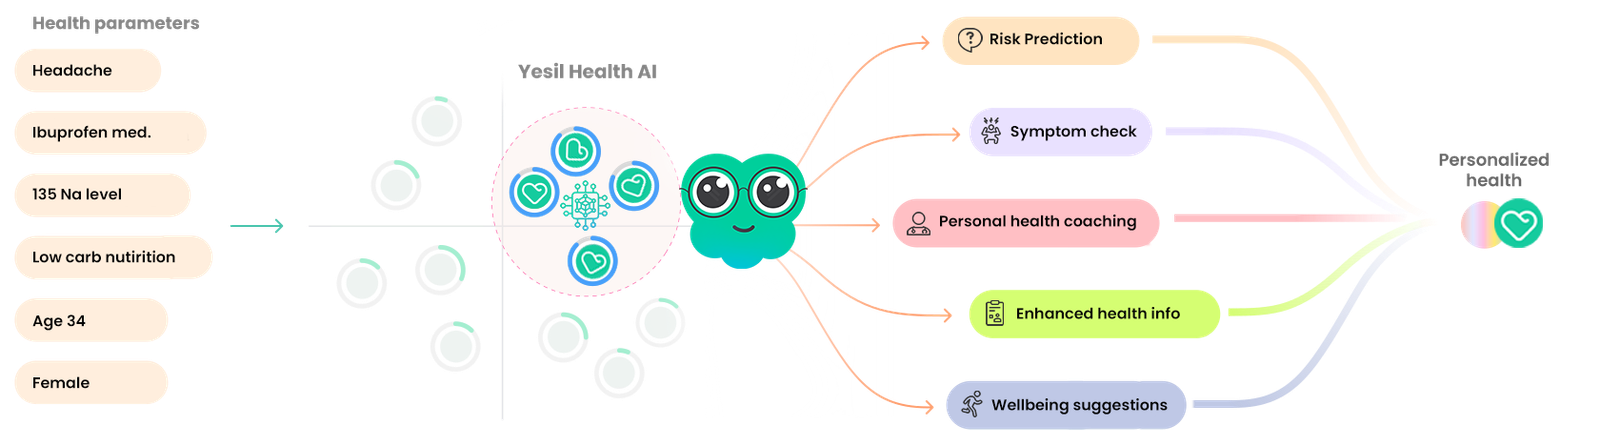 Health parameters
Headache
Ibuprofen med.
135 Na level
Low carb nutirition
Age 34
Female
Yesil Health AI
Risk Prediction
Symptom check
Personal health coaching
Enhanced health info
Wellbeing suggestions
Personalized
health